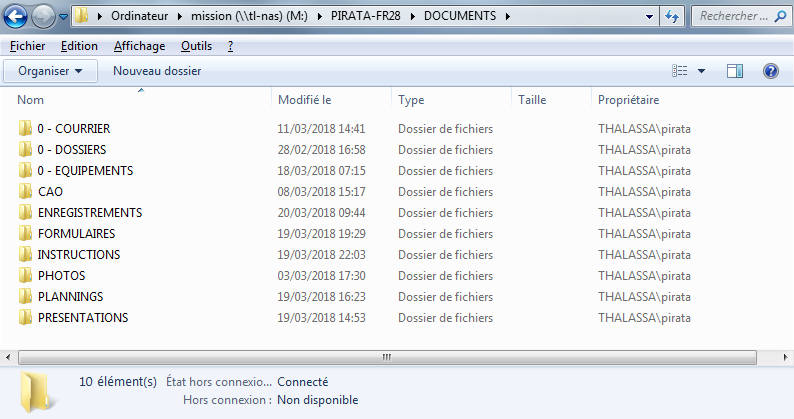 Ordinateur mission (\\tl-nas) (M:) PIRATA-FR28 DOCUMENTS Rechercher ...
Fichier Edition Affichage Outils ?
Organiser Nouveau dossier
Nom Modifié le Type Taille Propriétaire
0 - COURRIER 11/03/2018 14:41 Dossier de fichiers THALASSA\pirata
0 - DOSSIERS 28/02/2018 16:58 Dossier de fichiers THALASSA\pirata
0 - EQUIPEMENTS 18/03/2018 07:15 Dossier de fichiers THALASSA\pirata
CAO 08/03/2018 15:17 Dossier de fichiers THALASSA\pirata
ENREGISTREMENTS 20/03/2018 09:44 Dossier de fichiers THALASSA\pirata
FORMULAIRES 19/03/2018 19:29 Dossier de fichiers THALASSA\pirata
INSTRUCTIONS 19/03/2018 22:03 Dossier de fichiers THALASSA\pirata
PHOTOS 03/03/2018 17:30 Dossier de fichiers THALASSA\pirata
PLANNINGS 19/03/2018 16:23 Dossier de fichiers THALASSA\pirata
PRESENTATIONS 19/03/2018 14:53 Dossier de fichiers THALASSA\pirata
10 élément(s) État hors connexio... Connecté
Hors connexion : Non disponible